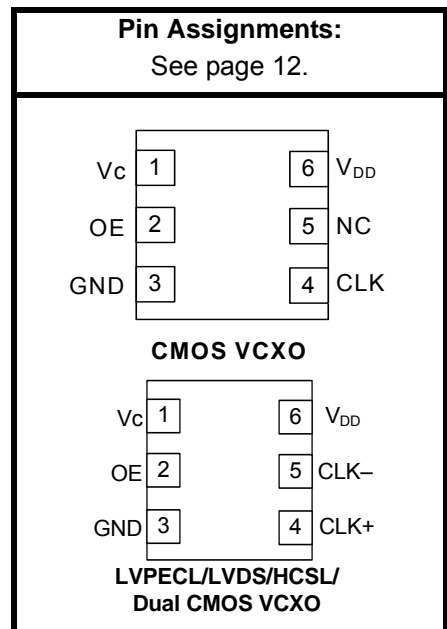 Pin Assignments:
See page 12.
Vc 1 6 VDD
OE 2 5 NC
GND 3 4 CLK
CMOS VCXO
Vc 1 6 VDD
OE 2 5 CLK–
GND 3 4 CLK+
LVPECL/LVDS/HCSL/
Dual CMOS VCXO